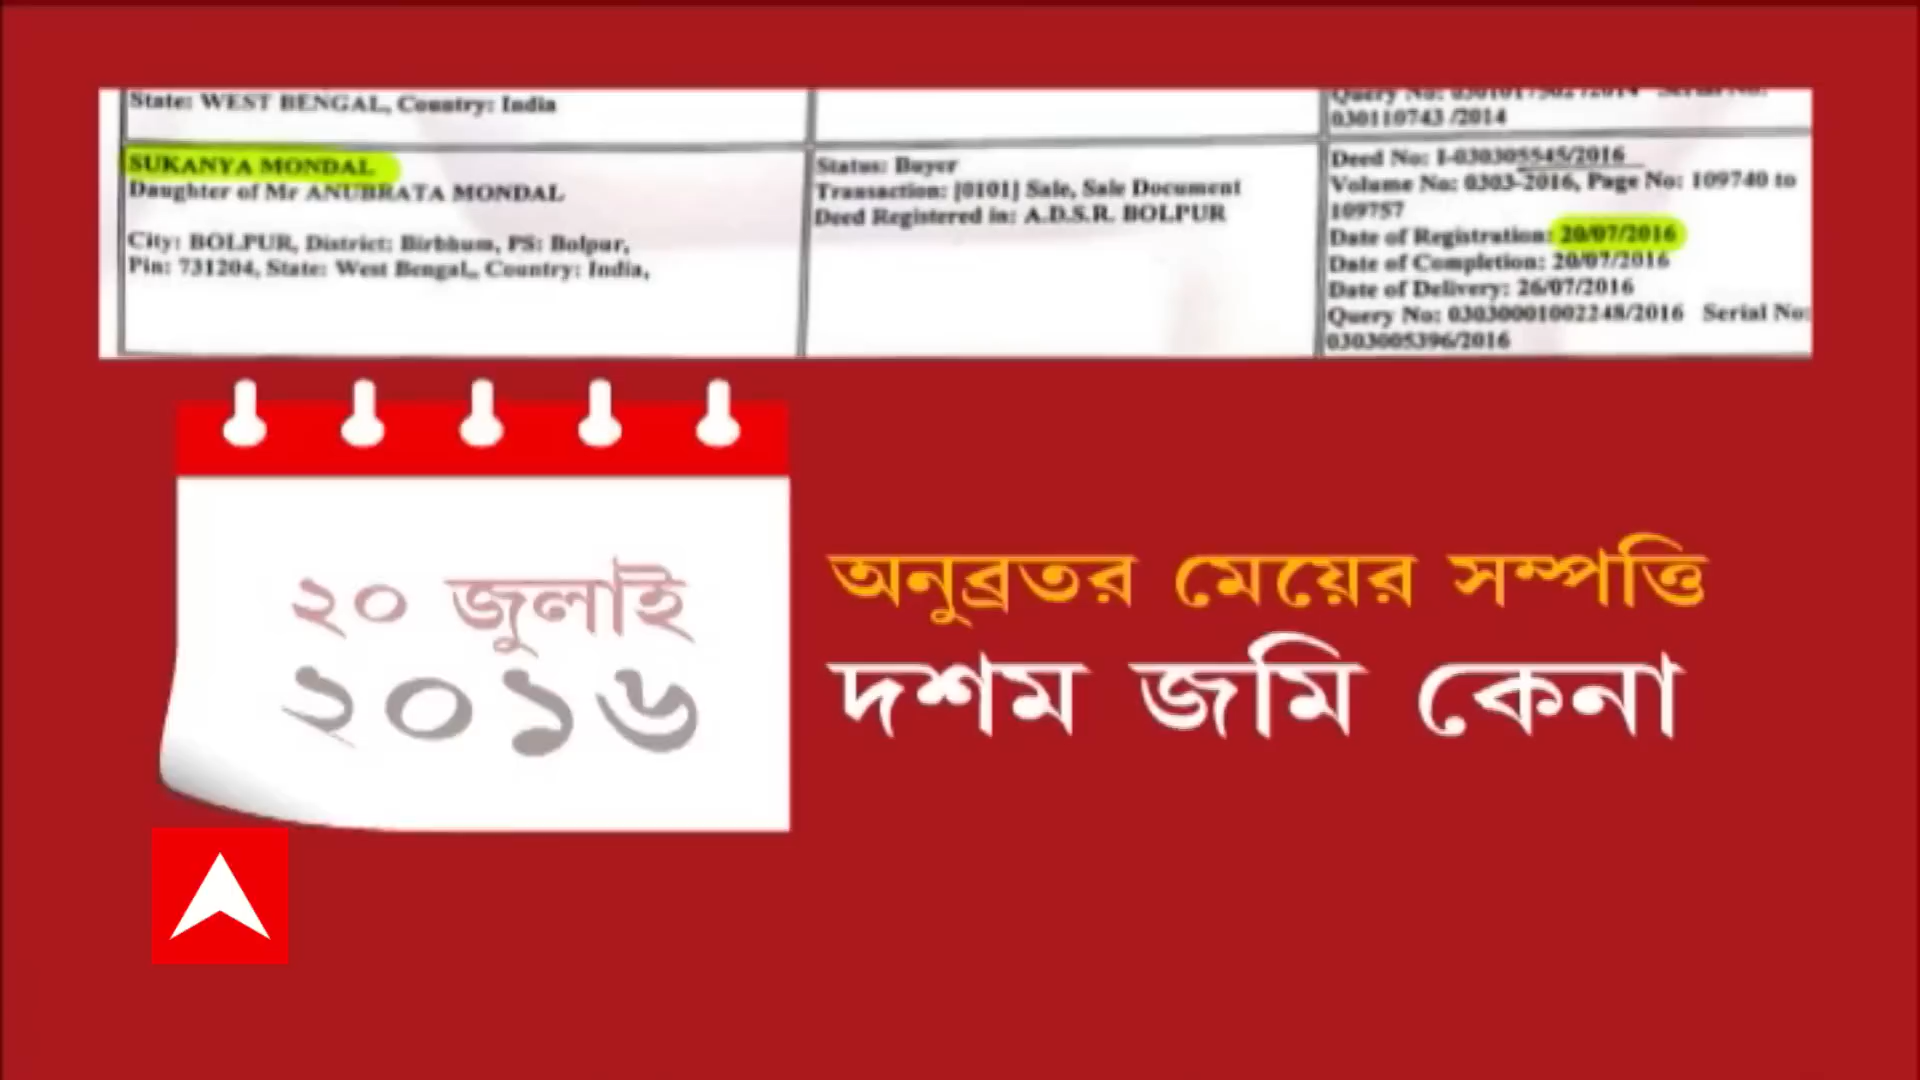 State: WEST BENGAL, Country: India
030110743 /2014
SUKANYA MONDAL
Daughter of Mr ANUBRATA MONDAL
City: BOLPUR, District: Birbhum, PS: Bolpur,
Pin: 731204, State: West Bengal,, Country: India,
Status: Buyer
Transaction: [0101] Sale, Sale Document
Deed Registered in: A.D.S.R. BOLPUR
Deed No: I-030305545/2016
Volume No: 0303-2016, Page No: 109740 to
109757
Date of Registration: 20/07/2016
Date of Completion: 20/07/2016
Date of Delivery: 26/07/2016
Query No: 03030001002248/2016 Serial No:
0303005396/2016
২০ জুলাই
২০১৬
অনুব্রতর মেয়ের সম্পত্তি
দশম জমি কেনা